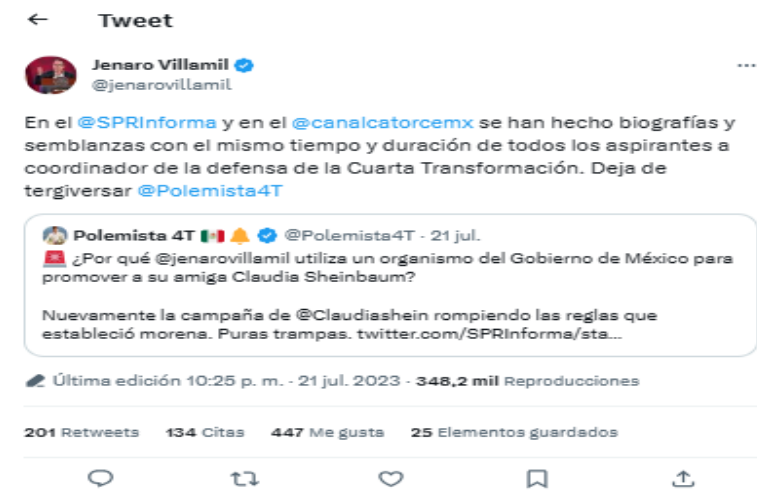 Tweet
Jenaro Villamil
@jenarovillamil
En el @SPRInforma y en el @canalcatorcemx se han hecho biografías y
semblanzas con el mismo tiempo y duración de todos los aspirantes a
coordinador de la defensa de la Cuarta Transformación. Deja de
tergiversar @Polemista4T
Polemista 4T 🇲🇽 🔔 @Polemista4T · 21 jul.
🚨 ¿Por qué @jenarovillamil utiliza un organismo del Gobierno de México para
promover a su amiga Claudia Sheinbaum?
Nuevamente la campaña de @Claudiashein rompiendo las reglas que
estableció morena. Puras trampas. twitter.com/SPRInforma/sta...
Última edición 10:25 p. m. · 21 jul. 2023 · 348,2 mil Reproducciones
201 Retweets 134 Citas 447 Me gusta 25 Elementos guardados